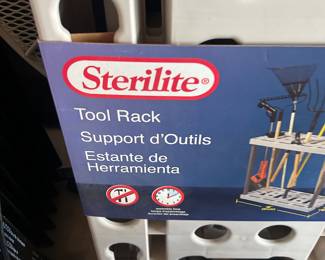 Sterilite®
Tool Rack
Support d'Outils
Estante de
Herramienta